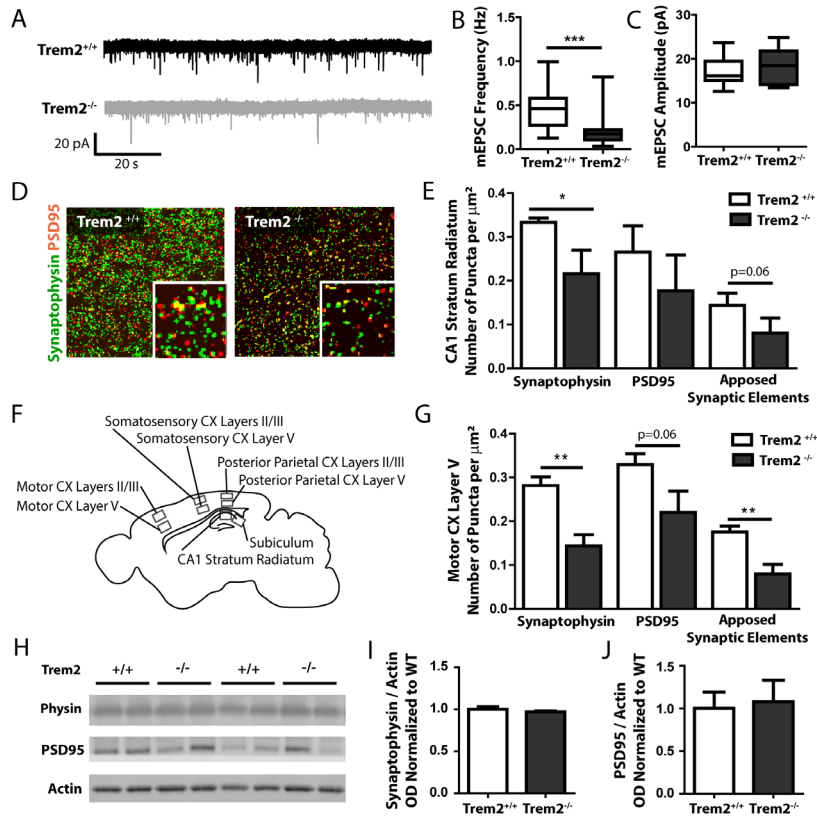 A
Trem2+/+
Trem2-/-
20 pA
20 s
B
mEPSC Frequency (Hz)
1.5
1.0
0.5
0.0
***
Trem2+/+ Trem2-/-
C
mEPSC Amplitude (pA)
30
20
10
0
Trem2+/+ Trem2-/-
D
Synaptophysin PSD95
Trem2 +/+
Trem2 -/-
E
CA1 Stratum Radiatum
Number of Puncta per μm²
0.4
0.3
0.2
0.1
0.0
*
p=0.06
Trem2 +/+
Trem2 -/-
Synaptophysin
PSD95
Apposed
Synaptic Elements
F
Somatosensory CX Layers II/III
Somatosensory CX Layer V
Posterior Parietal CX Layers II/III
Posterior Parietal CX Layer V
Motor CX Layers II/III
Motor CX Layer V
Subiculum
CA1 Stratum Radiatum
G
Motor CX Layer V
Number of Puncta per μm²
0.4
0.3
0.2
0.1
0.0
**
p=0.06
**
Trem2 +/+
Trem2 -/-
Synaptophysin
PSD95
Apposed
Synaptic Elements
H
Trem2
+/+ -/- +/+ -/-
Physin
PSD95
Actin
I
Synaptophysin / Actin
OD Normalized to WT
1.5
1.0
0.5
0.0
Trem2+/+ Trem2-/-
J
PSD95 / Actin
OD Normalized to WT
1.5
1.0
0.5
0.0
Trem2+/+ Trem2-/-